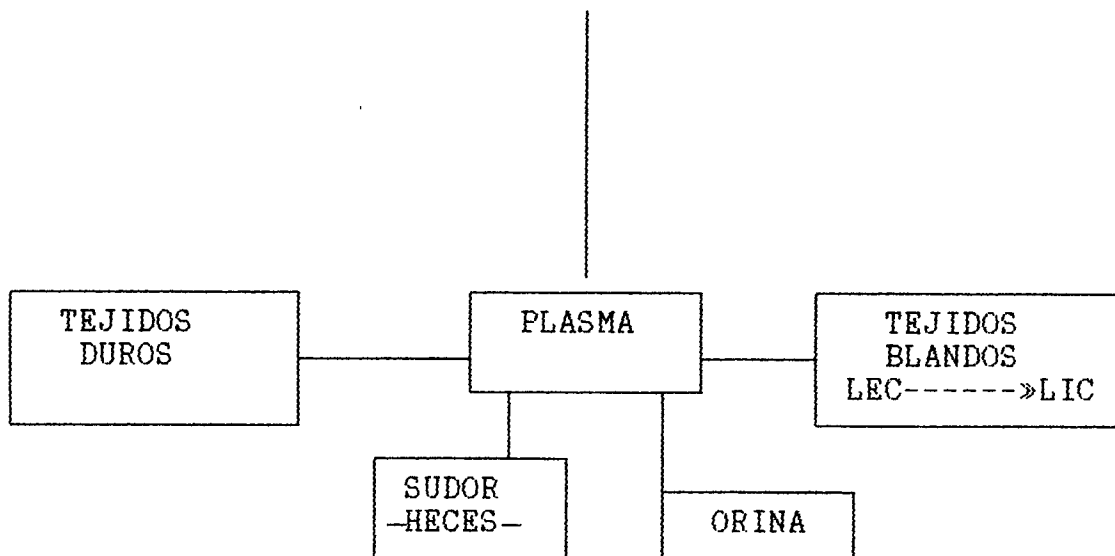 TEJIDOS
DUROS
PLASMA
TEJIDOS
BLANDOS
LEC------»LIC
SUDOR
—HECES—
ORINA